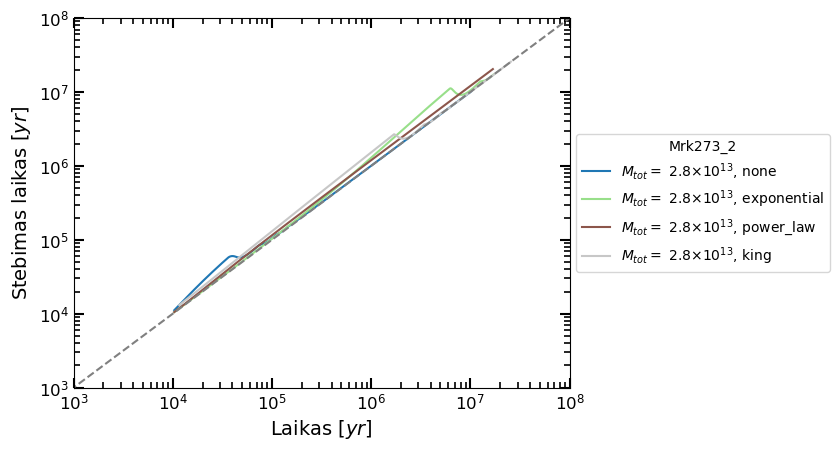 10^8
10^7
10^6
10^5
10^4
10^3
Stebimas laikas [yr]
10^3 10^4 10^5 10^6 10^7 10^8
Laikas [yr]
Mrk273_2
M_tot = 2.8×10^13, none
M_tot = 2.8×10^13, exponential
M_tot = 2.8×10^13, power_law
M_tot = 2.8×10^13, king